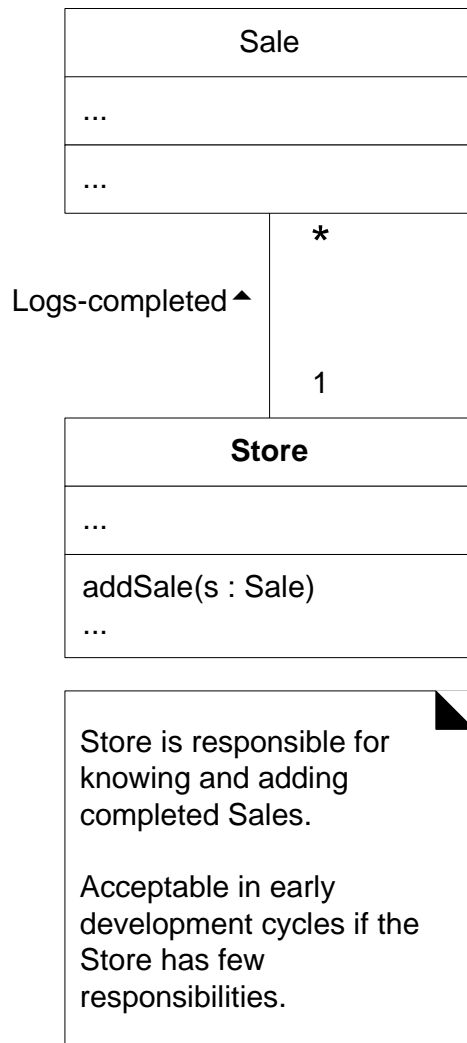 Sale
...
...
*
Logs-completed
1
Store
...
addSale(s : Sale)
...
Store is responsible for
knowing and adding
completed Sales.
Acceptable in early
development cycles if the
Store has few
responsibilities.